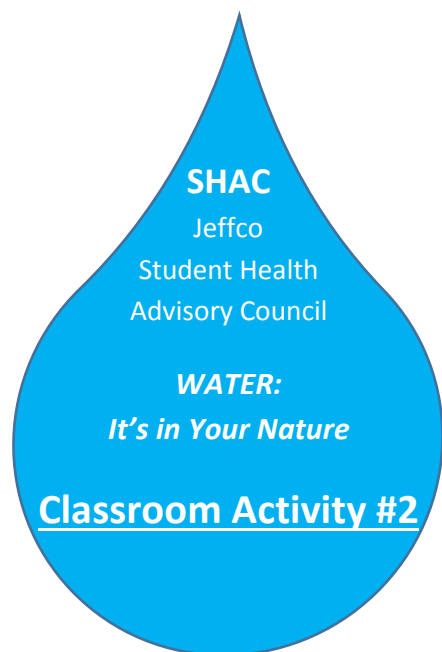 SHAC
Jeffco
Student Health
Advisory Council
WATER:
It’s in Your Nature
Classroom Activity #2